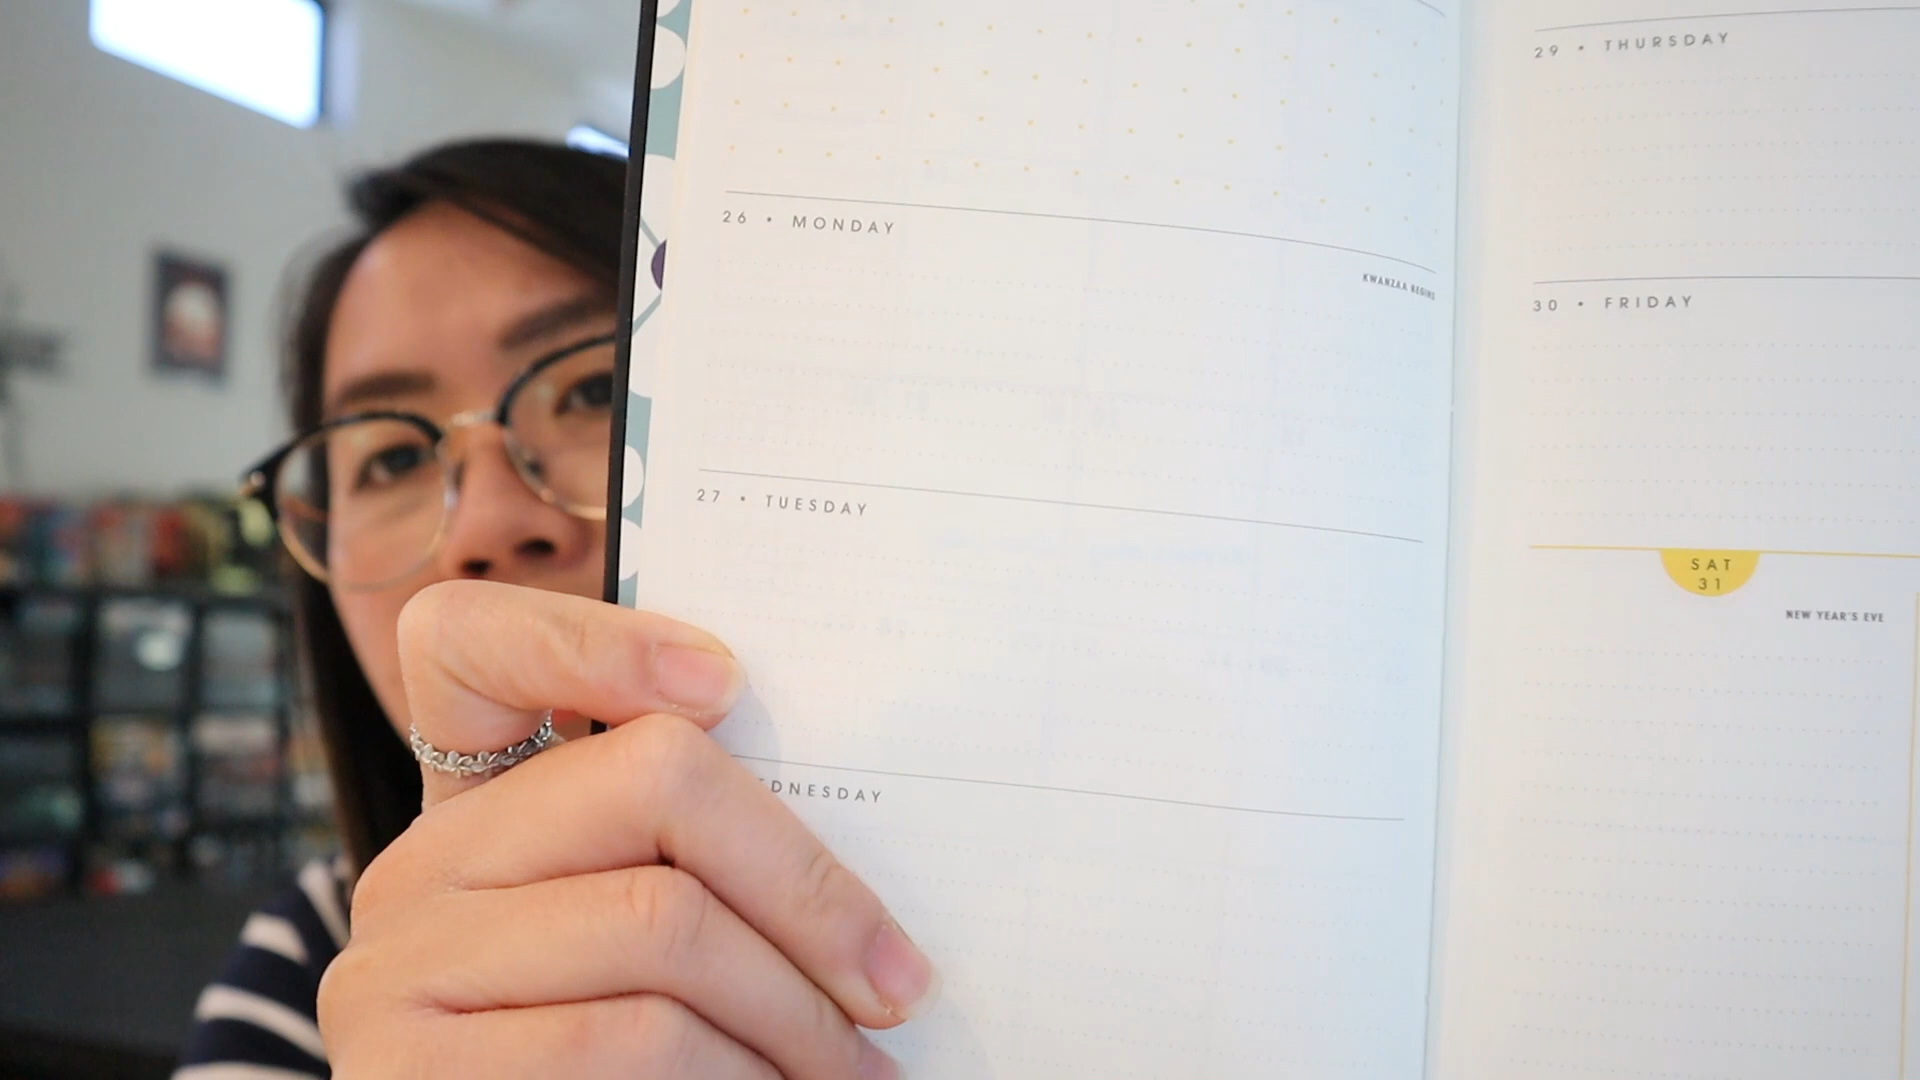 26 • MONDAY
KWANZAA BEGINS
27 • TUESDAY
DNESDAY
29 • THURSDAY
30 • FRIDAY
SAT
31
NEW YEAR'S EVE